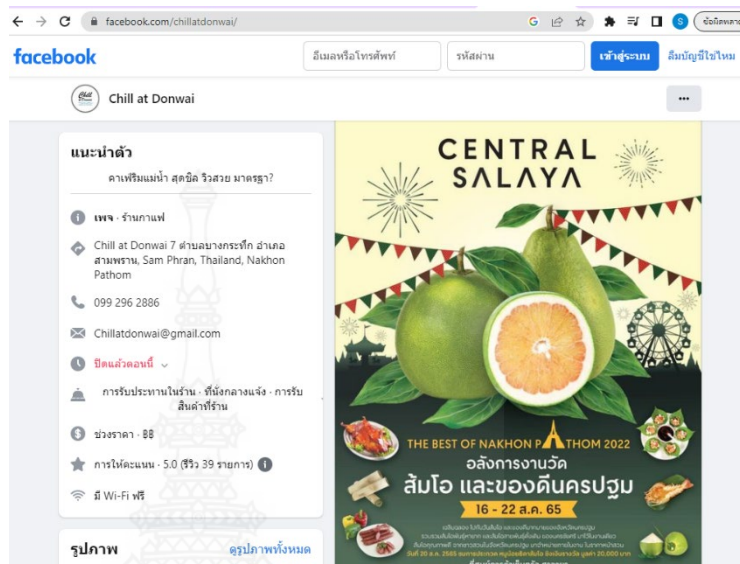 facebook.com/chillatdonwai/
facebook
อีเมลหรือโทรศัพท์
รหัสผ่าน
เข้าสู่ระบบ
ลืมบัญชีใช่ไหม
Chill at Donwai
แนะนำตัว
คาเฟ่ริมแม่น้ำ สุดชิล วิวสวย มาดรฐา?
เพจ · ร้านกาแฟ
Chill at Donwai 7 ตำบลบางกระทึก อำเภอ
สามพราน, Sam Phran, Thailand, Nakhon
Pathom
099 296 2886
Chillatdonwai@gmail.com
ปิดแล้วตอนนี้
การรับประทานในร้าน · ที่นั่งกลางแจ้ง · การรับ
สินค้าที่ร้าน
ช่วงราคา · ฿฿
การให้คะแนน · 5.0 (รีวิว 39 รายการ)
มี Wi-Fi ฟรี
รูปภาพ
ดูรูปภาพทั้งหมด
CENTRAL
SALAYA
THE BEST OF NAKHON PATHOM 2022
อลังการงานวัด
ส้มโอ และของดีนครปฐม
16 - 22 ส.ค. 65